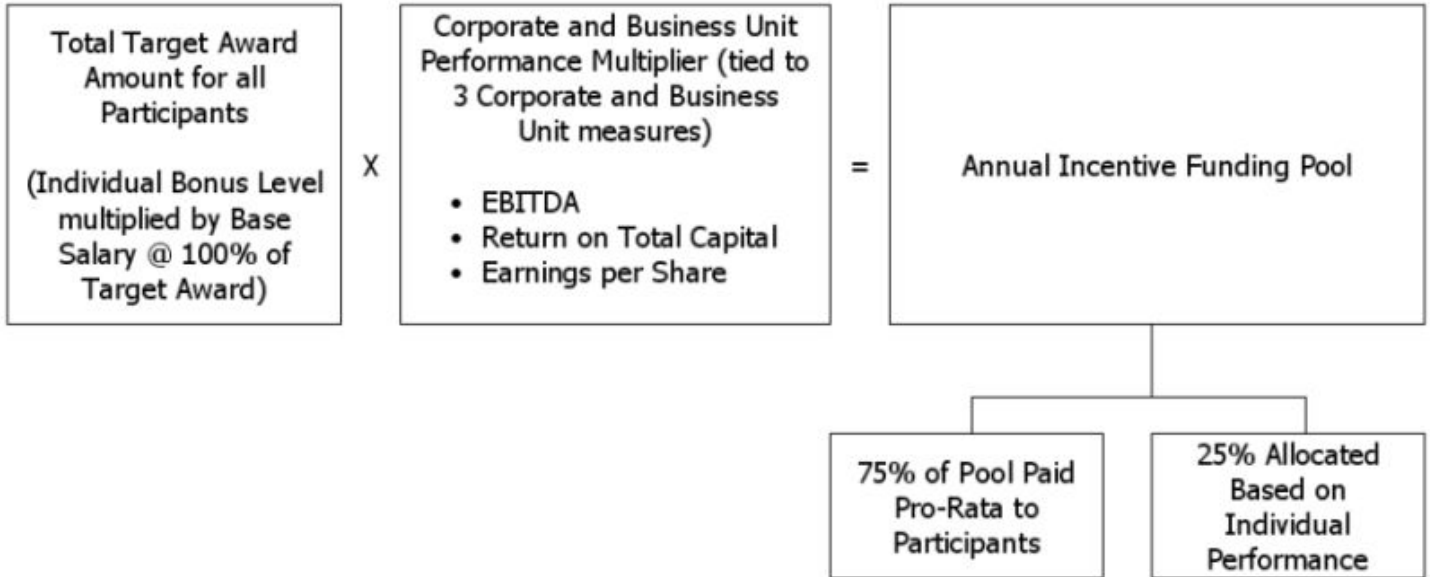 Total Target Award
Amount for all
Participants
(Individual Bonus Level
multiplied by Base
Salary @ 100% of
Target Award)
X
Corporate and Business Unit
Performance Multiplier (tied to
3 Corporate and Business
Unit measures)
• EBITDA
• Return on Total Capital
• Earnings per Share
=
Annual Incentive Funding Pool
75% of Pool Paid
Pro-Rata to
Participants
25% Allocated
Based on
Individual
Performance